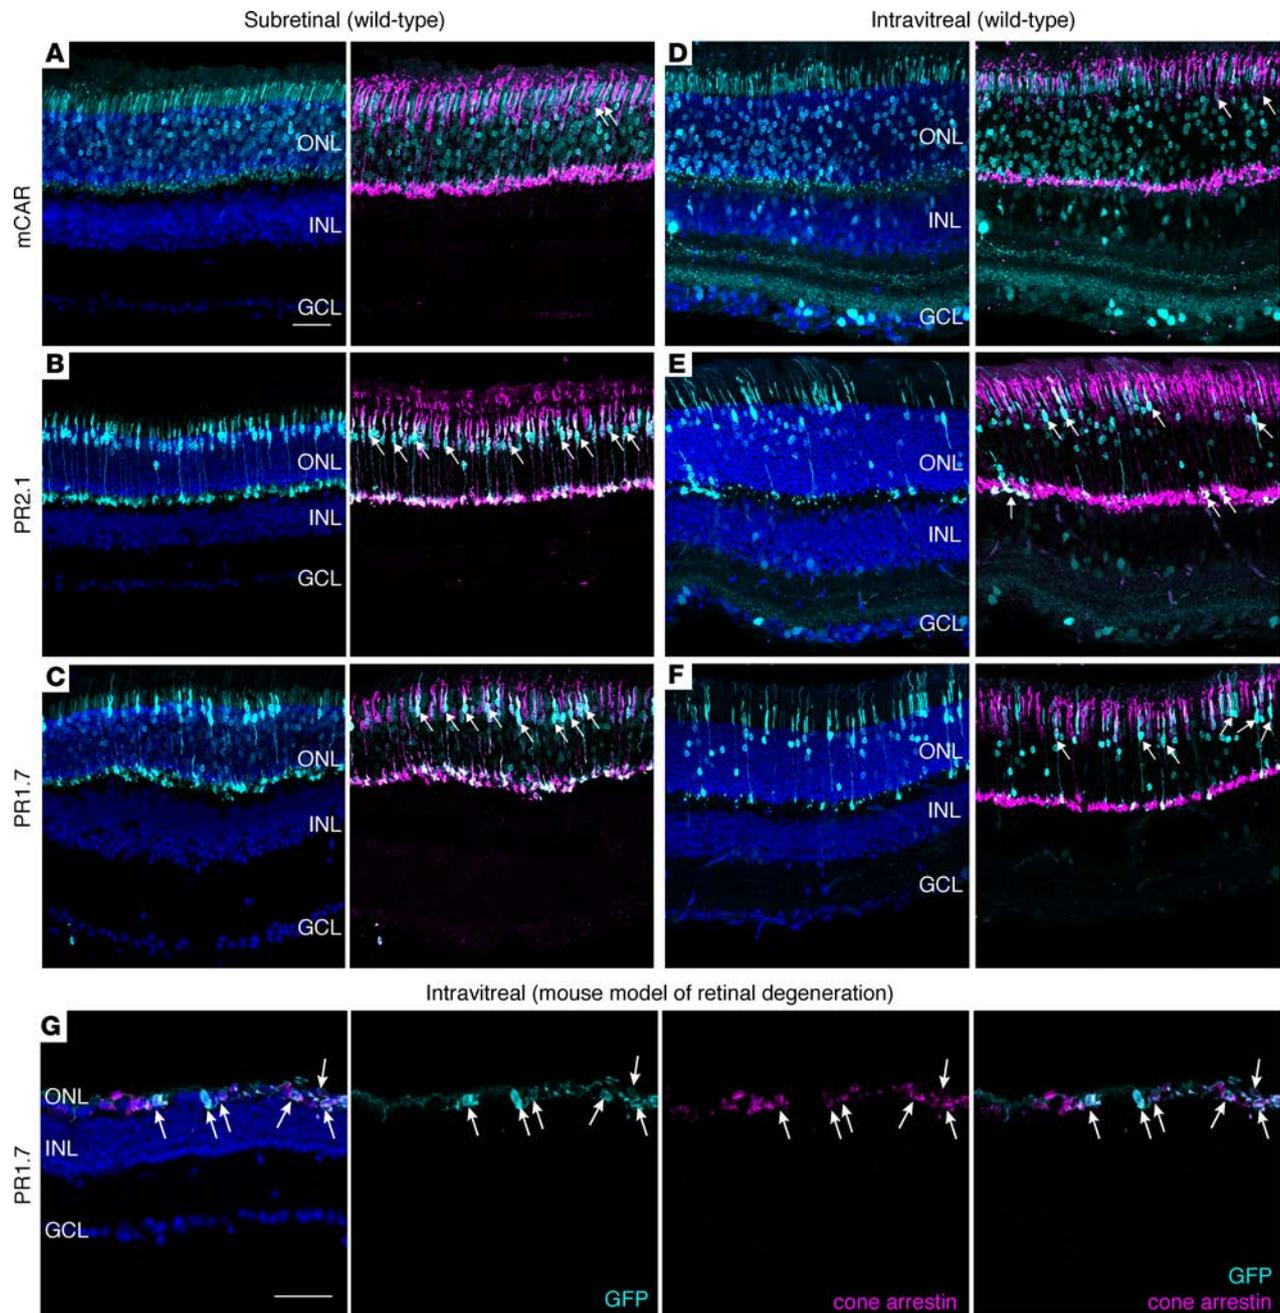 Subretinal (wild-type)
Intravitreal (wild-type)
A
D
mCAR
ONL
INL
GCL
ONL
INL
GCL
B
E
PR2.1
ONL
INL
GCL
ONL
INL
GCL
C
F
PR1.7
ONL
INL
GCL
ONL
INL
GCL
Intravitreal (mouse model of retinal degeneration)
G
PR1.7
ONL
INL
GCL
GFP
cone arrestin
GFP
cone arrestin